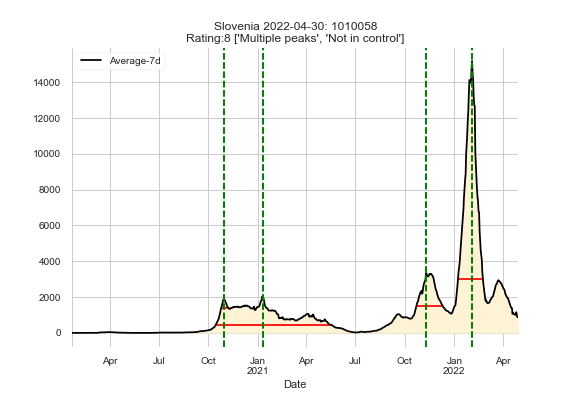 Slovenia 2022-04-30: 1010058
Rating:8 ['Multiple peaks', 'Not in control']
Average-7d
14000
12000
10000
8000
6000
4000
2000
0
Apr Jul Oct Jan Apr Jul Oct Jan Apr
2021 2022
Date